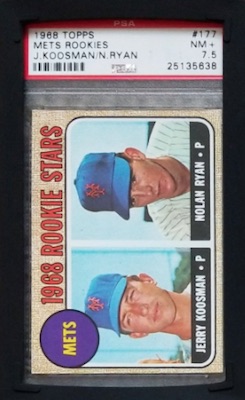 PSA
1968 TOPPS #177
METS ROOKIES NM +
J.KOOSMAN/N.RYAN 7.5
25135638
1968 ROOKIE STARS
METS
JERRY KOOSMAN • P
NOLAN RYAN • P